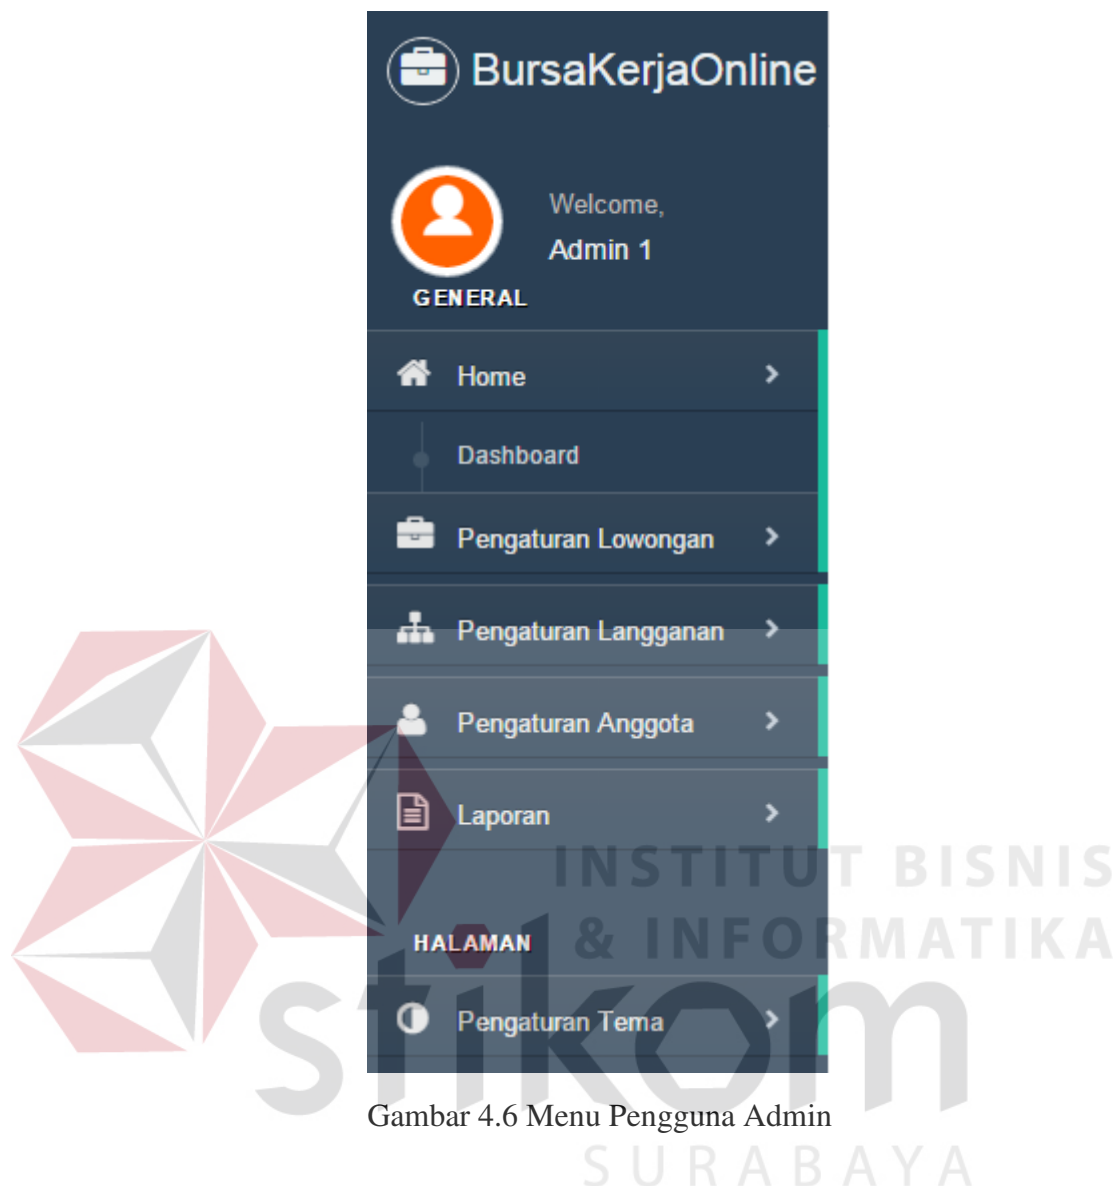 BursaKerjaOnline
Welcome,
Admin 1
GENERAL
Home
Dashboard
Pengaturan Lowongan
Pengaturan Langganan
Pengaturan Anggota
Laporan
INSTITUT BISNIS
& INFORMATIKA
HALAMAN
stikom
Pengaturan Tema
Gambar 4.6 Menu Pengguna Admin
SURABAYA